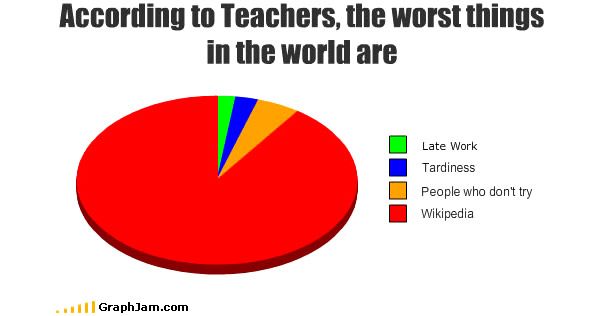 According to Teachers, the worst things
in the world are
Late Work
Tardiness
People who don't try
Wikipedia
GraphJam.com